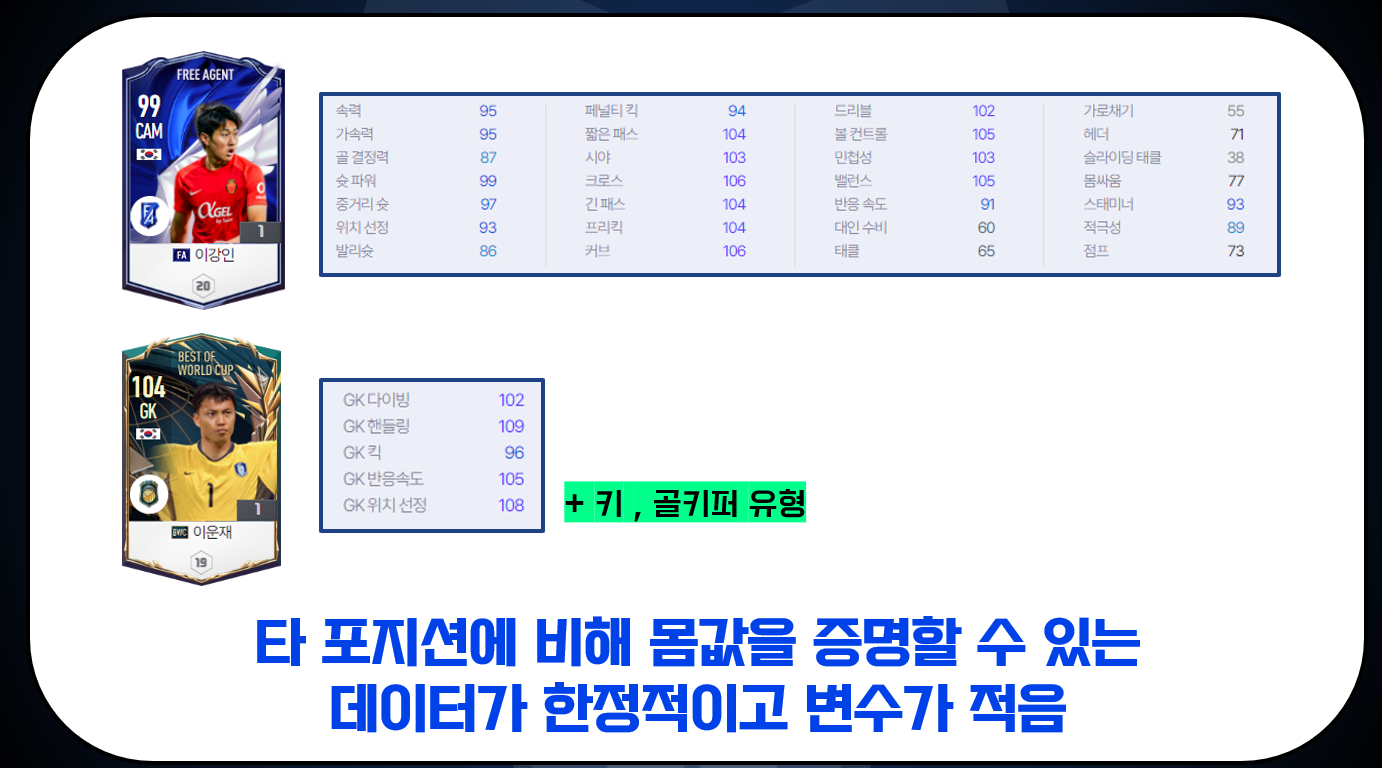 FREE AGENT
99
CAM
αGEL
1
FA 이강인
20
속력 95 페널티 킥 94 드리블 102 가로채기 55
가속력 95 짧은 패스 104 볼 컨트롤 105 헤더 71
골 결정력 87 시야 103 민첩성 103 슬라이딩 태클 38
슛 파워 99 크로스 106 밸런스 105 몸싸움 77
중거리 슛 97 긴 패스 104 반응 속도 91 스태미너 93
위치 선정 93 프리킥 104 대인 수비 60 적극성 89
발리슛 86 커브 106 태클 65 점프 73
BEST OF
WORLD CUP
104
GK
1
1
BWC 이운재
19
GK 다이빙 102
GK 핸들링 109
GK 킥 96
GK 반응속도 105
GK 위치 선정 108
+ 키 , 골키퍼 유형
타 포지션에 비해 몸값을 증명할 수 있는
데이터가 한정적이고 변수가 적음